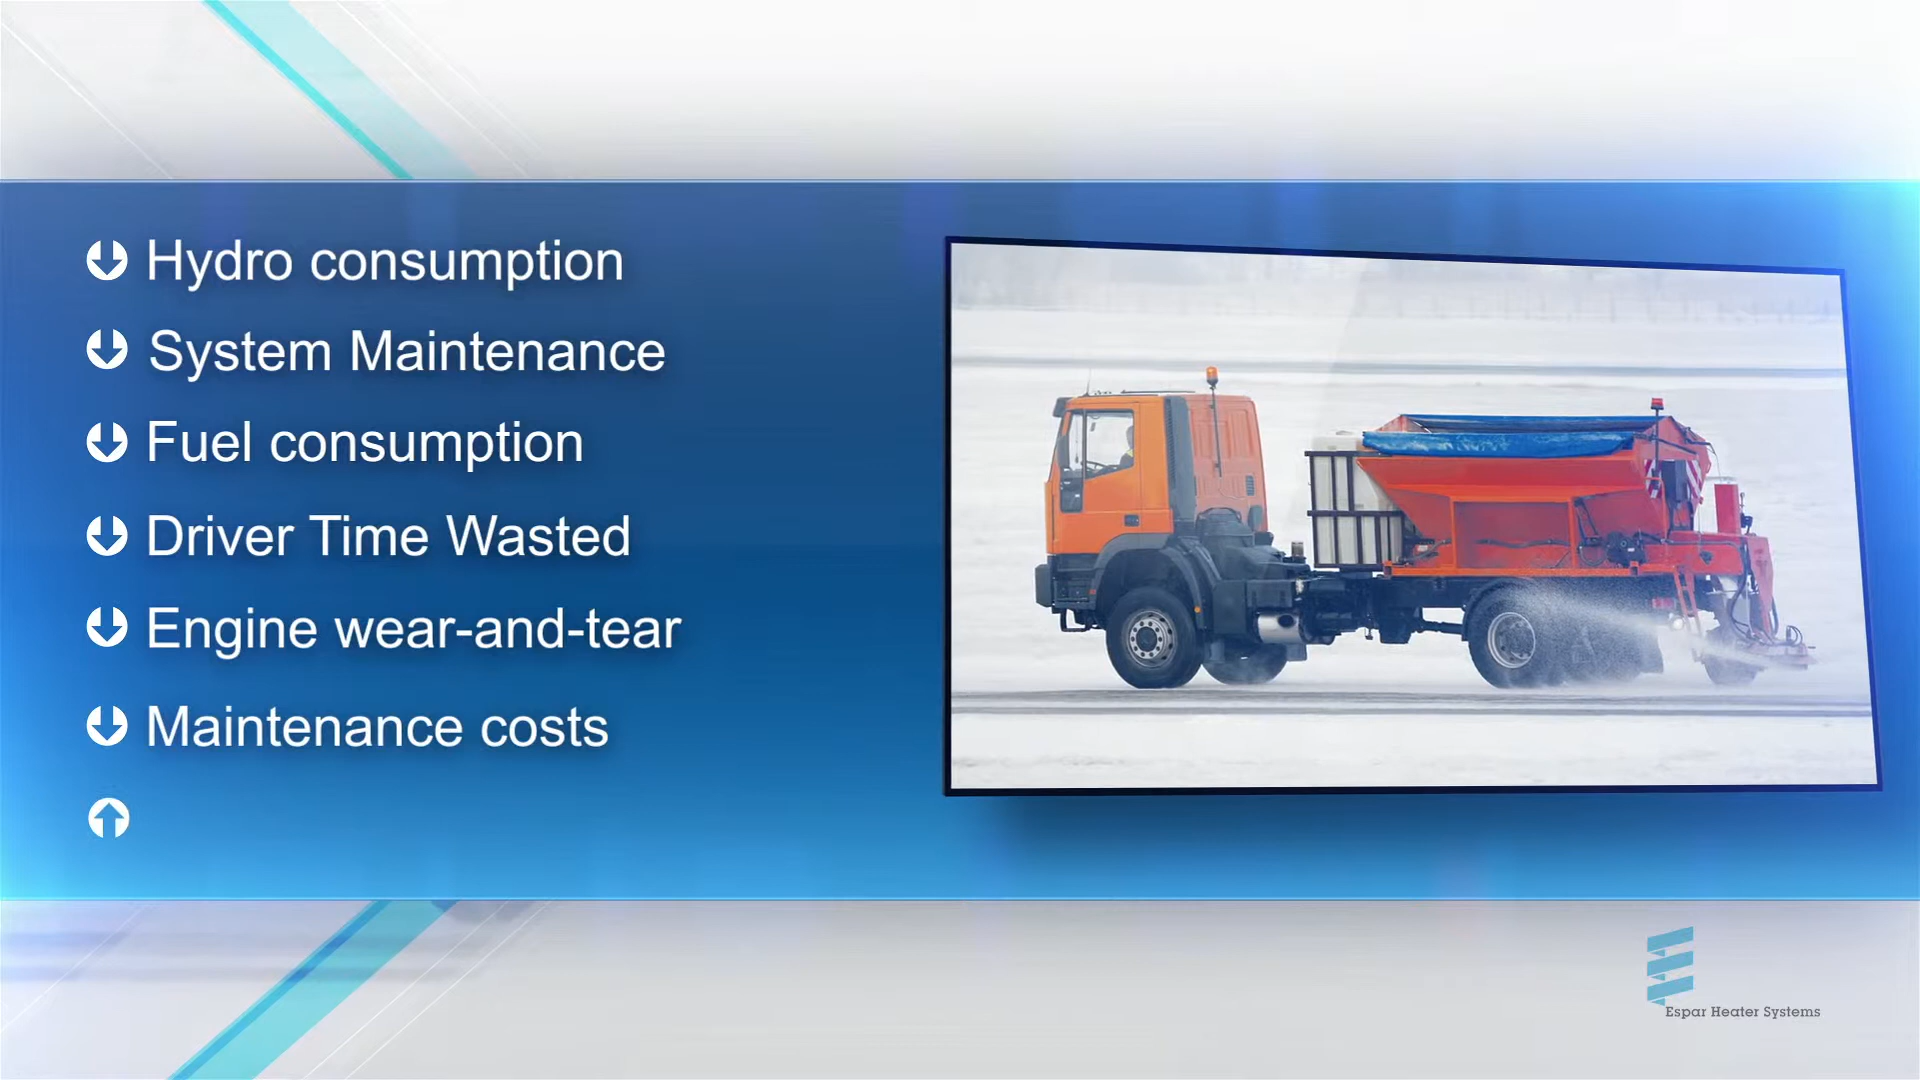 Hydro consumption
System Maintenance
Fuel consumption
Driver Time Wasted
Engine wear-and-tear
Maintenance costs
Espar Heater Systems